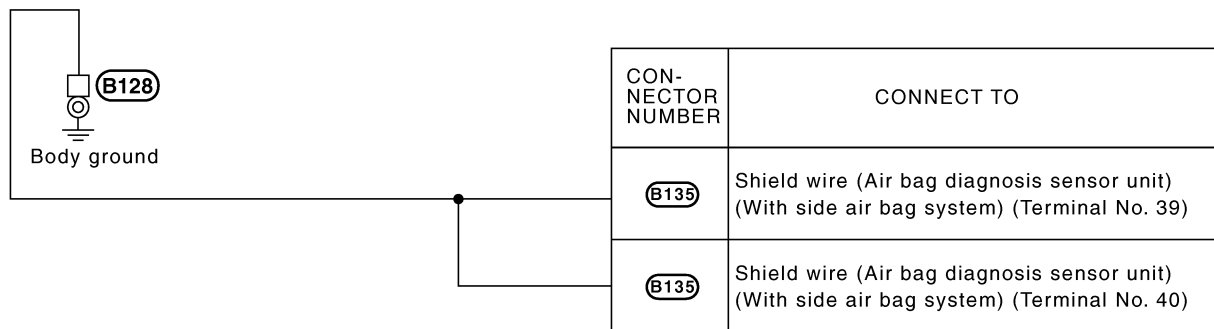 B128
Body ground
CON-
NECTOR
NUMBER
CONNECT TO
B135
Shield wire (Air bag diagnosis sensor unit)
(With side air bag system) (Terminal No. 39)
B135
Shield wire (Air bag diagnosis sensor unit)
(With side air bag system) (Terminal No. 40)